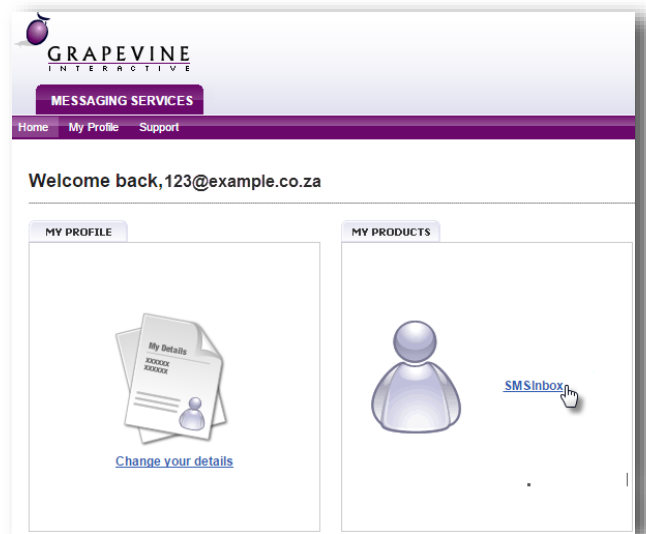 GRAPEVINE
INTERACTIVE
MESSAGING SERVICES
Home My Profile Support
Welcome back,123@example.co.za
MY PROFILE
MY PRODUCTS
My Details
xxxxxx
xxxxxx
SMSInbox
Change your details